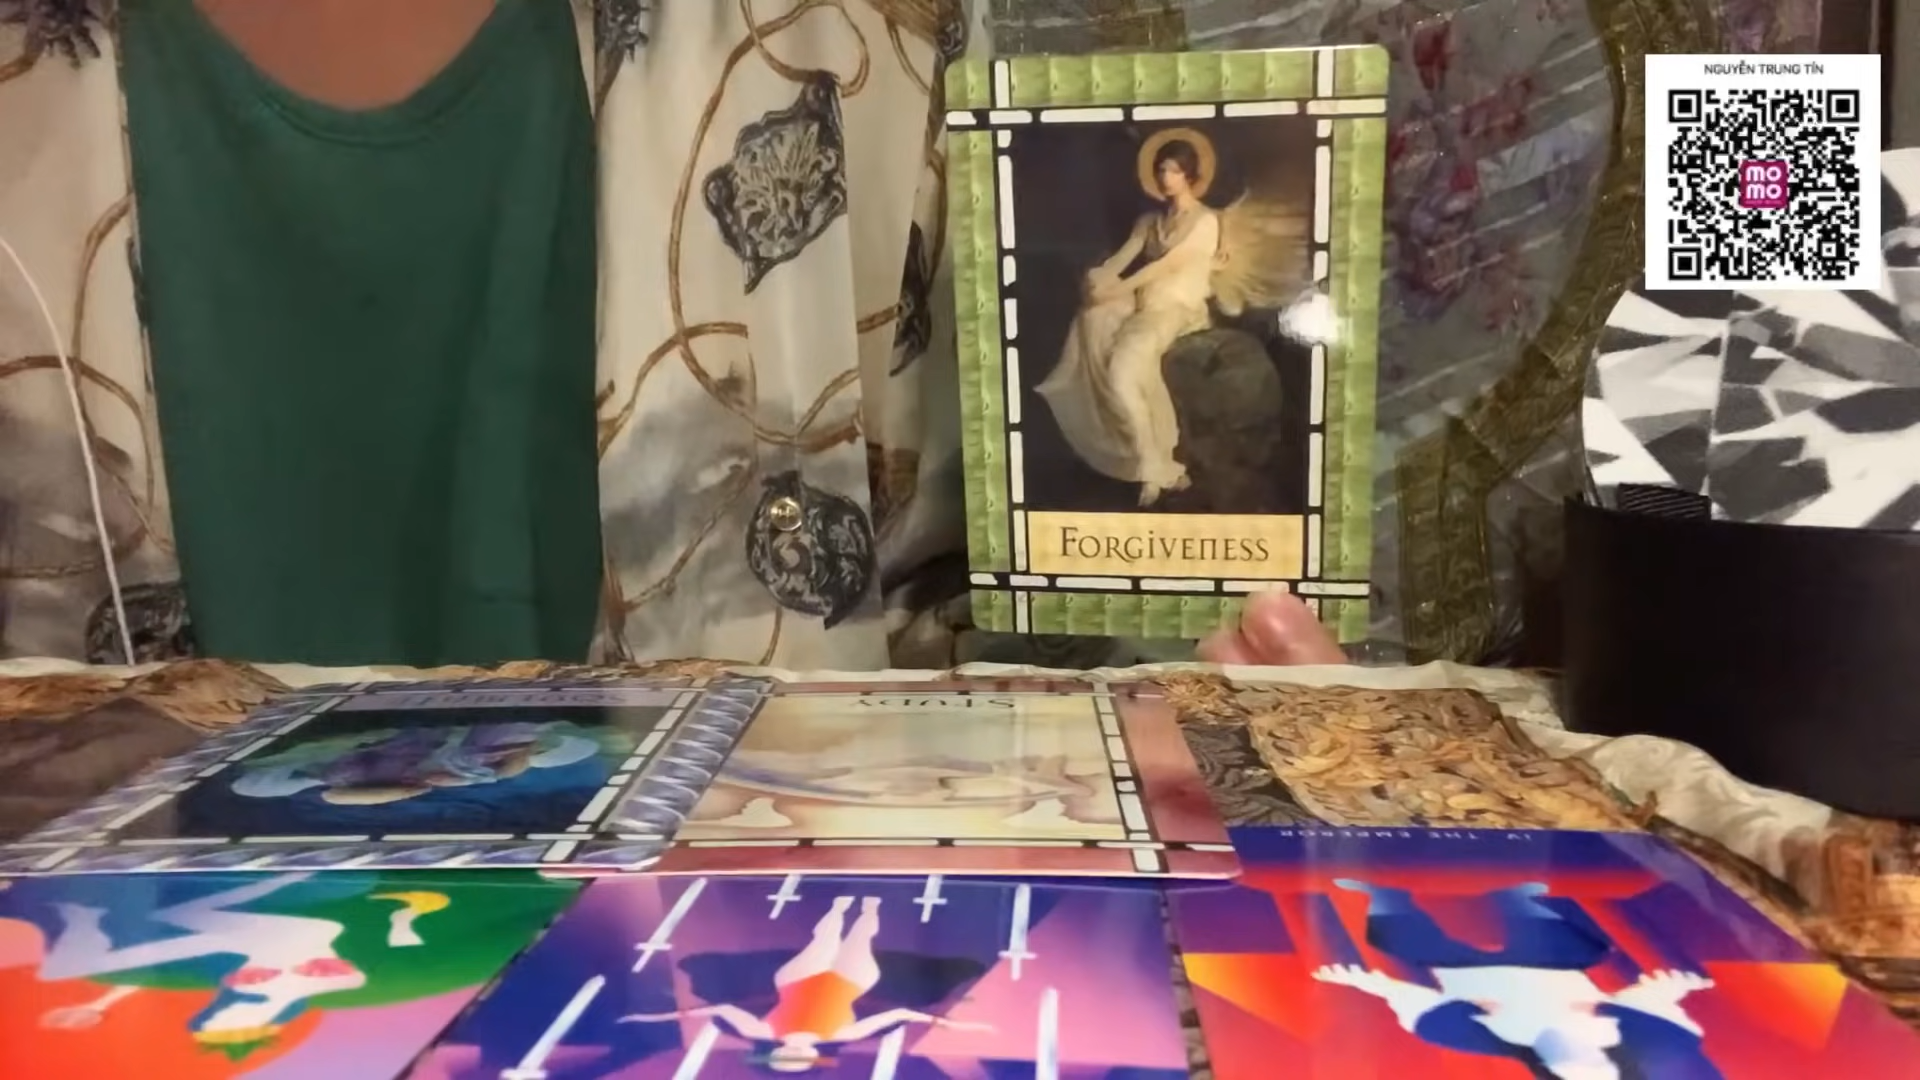 NGUYỄN TRUNG TÍN
mo
mo
FORGIVENESS
STUDY
IV THE EMPEROR